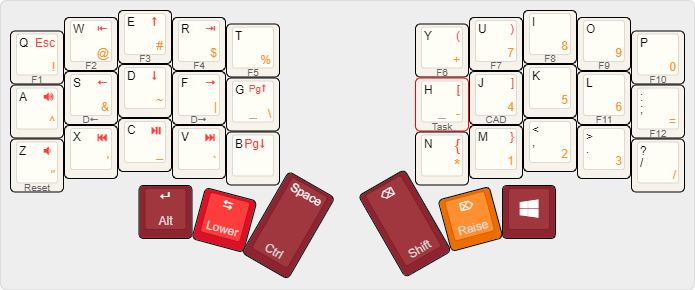 Q Esc ! F1
W ⇤ @ F2
E ↑ # F3
R ⇥ $ F4
T % F5
Y ( + F6
U ) 7 F7
I 8 F8
O 9 F9
P 0 F10
A ^
S ← & D←
D ↓ ~
F → | D→
G Pg↑ _ \
H [ _ - Task
J ] 4 CAD
K 5
L 6 F11
: ; ' = F12
Z " Reset
X ⏮ '
C ⏯ _
V ⏭ .
B Pg↓
N { *
M } 1
< , 2
> . 3
? / /
↵ Alt
⇆ Lower
Space Ctrl
⌫ Shift
⌦ Raise